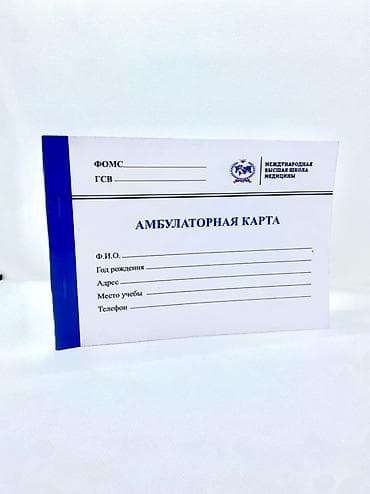 ФОМС
ГСВ
МЕЖДУНАРОДНАЯ
ВЫСШАЯ ШКОЛА
МЕДИЦИНЫ
АМБУЛАТОРНАЯ КАРТА
Ф.И.О.
Год рождения
Адрес
Место учебы
Телефон